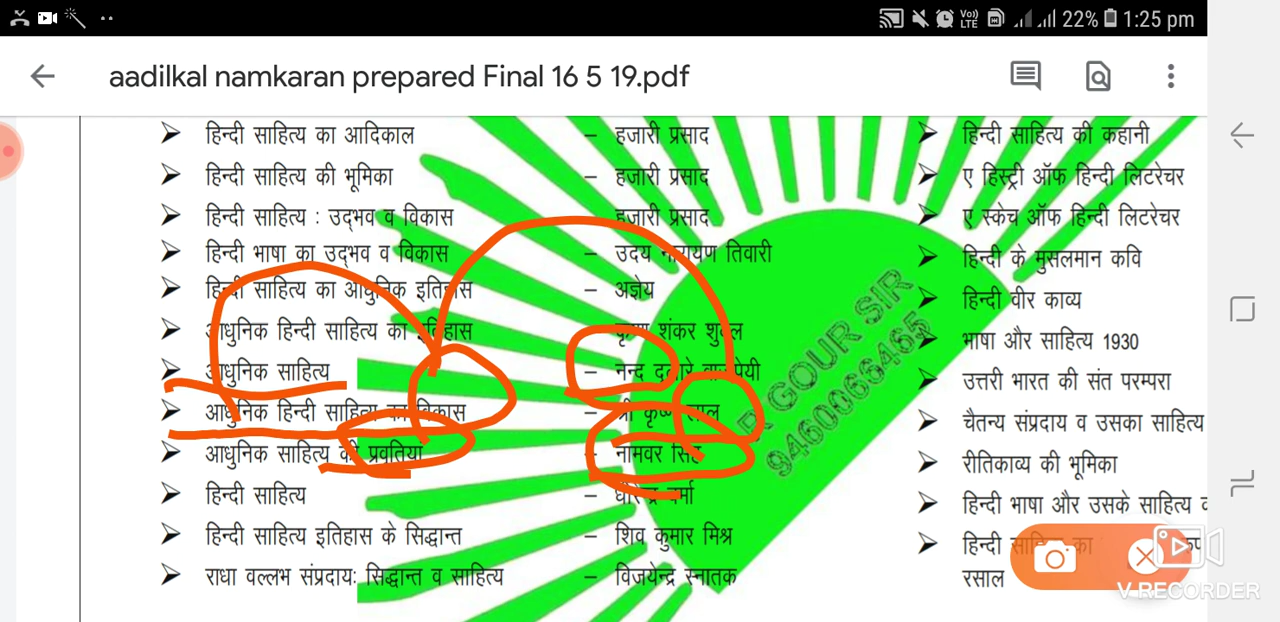 22% 1:25 pm
aadilkal namkaran prepared Final 16 5 19.pdf
➤ हिन्दी साहित्य का आदिकाल – हजारी प्रसाद
➤ हिन्दी साहित्य की भूमिका – हजारी प्रसाद
➤ हिन्दी साहित्य : उद्भव व विकास – हजारी प्रसाद
➤ हिन्दी भाषा का उद्भव व विकास – उदय नारायण तिवारी
➤ हिन्दी साहित्य का आधुनिक इतिहास – अज्ञेय
➤ आधुनिक हिन्दी साहित्य का इतिहास – कृष्ण शंकर शुक्ल
➤ आधुनिक साहित्य – नन्द दुलारे वाजपेयी
➤ आधुनिक हिन्दी साहित्य का विकास – श्री कृष्ण लाल
➤ आधुनिक साहित्य की प्रवतियां – नामवर सिंह
➤ हिन्दी साहित्य – धीरेन्द्र वर्मा
➤ हिन्दी साहित्य इतिहास के सिद्धान्त – शिव कुमार मिश्र
➤ राधा वल्लभ संप्रदायः सिद्धान्त व साहित्य – विजयेन्द्र स्नातक
➤ हिन्दी साहित्य की कहानी
➤ ए हिस्ट्री ऑफ हिन्दी लिटरेचर
➤ ए स्केच ऑफ हिन्दी लिटरेचर
➤ हिन्दी के मुसलमान कवि
➤ हिन्दी वीर काव्य
➤ भाषा और साहित्य 1930
➤ उत्तरी भारत की संत परम्परा
➤ चैतन्य संप्रदाय व उसका साहित्य
➤ रीतिकाव्य की भूमिका
➤ हिन्दी भाषा और उसके साहित्य
➤ हिन्दी साहित्य का
रसाल
GOUR SIR
9460066465
V RECORDER